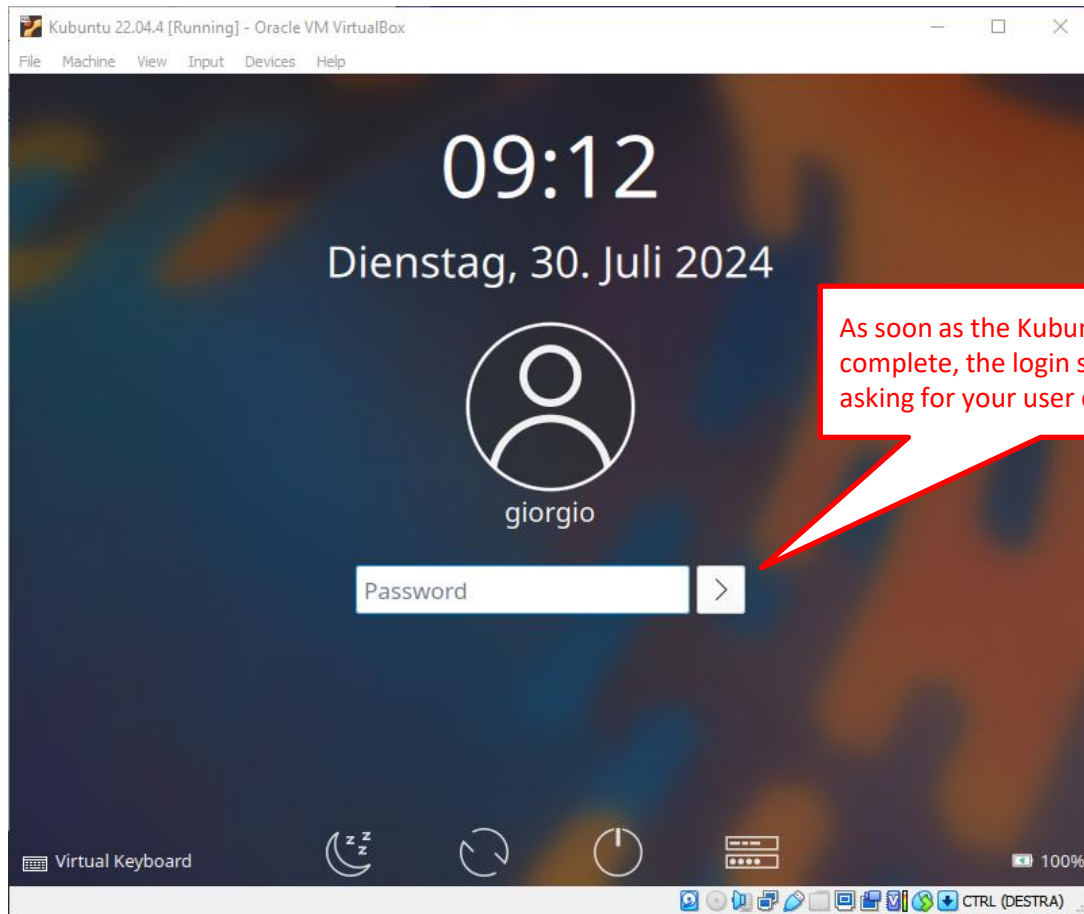 Kubuntu 22.04.4 [Running] - Oracle VM VirtualBox
File Machine View Input Devices Help
09:12
Dienstag, 30. Juli 2024
As soon as the
complete, the login
asking for your user
giorgio
Password
Virtual Keyboard
100%
CTRL (DESTRA)